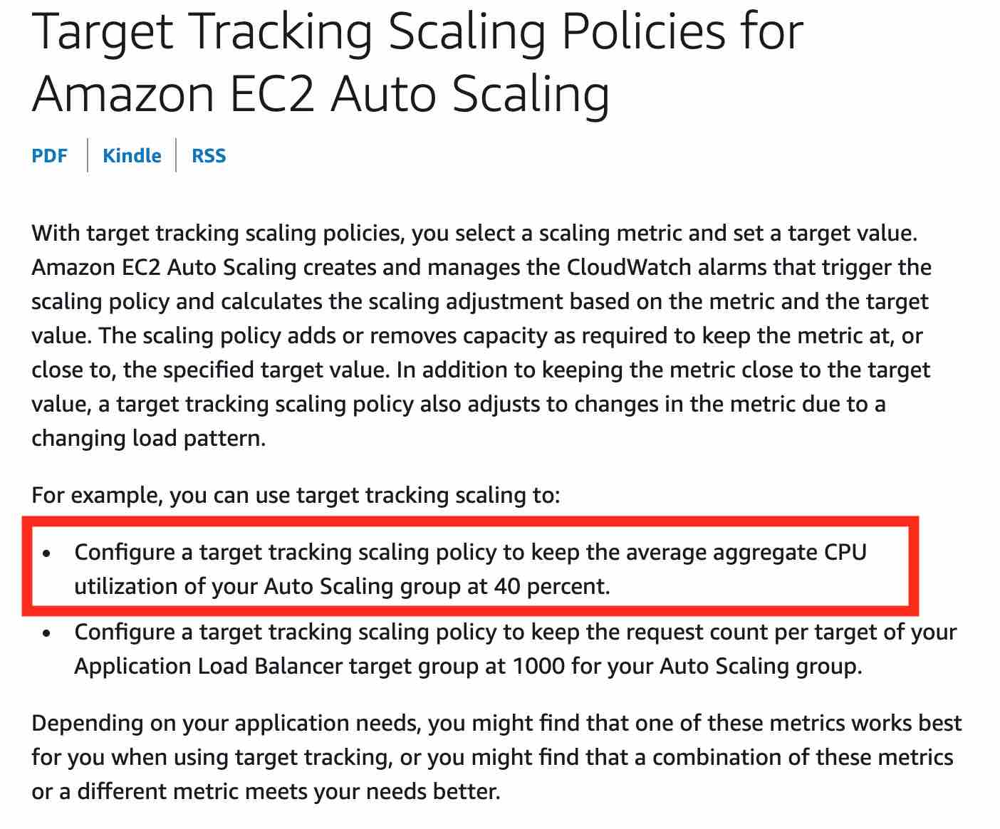 Target Tracking Scaling Policies for
Amazon EC2 Auto Scaling
PDF
Kindle
RSS
With target tracking scaling policies, you select a scaling metric and set a target value.
Amazon EC2 Auto Scaling creates and manages the CloudWatch alarms that trigger the
scaling policy and calculates the scaling adjustment based on the metric and the target
value. The scaling policy adds or removes capacity as required to keep the metric at, or
close to, the specified target value. In addition to keeping the metric close to the target
value, a target tracking scaling policy also adjusts to changes in the metric due to a
changing load pattern.
For example, you can use target tracking scaling to:
• Configure a target tracking scaling policy to keep the average aggregate CPU
utilization of your Auto Scaling group at 40 percent.
• Configure a target tracking scaling policy to keep the request count per target of your
Application Load Balancer target group at 1000 for your Auto Scaling group.
Depending on your application needs, you might find that one of these metrics works best
for you when using target tracking, or you might find that a combination of these metrics
or a different metric meets your needs better.